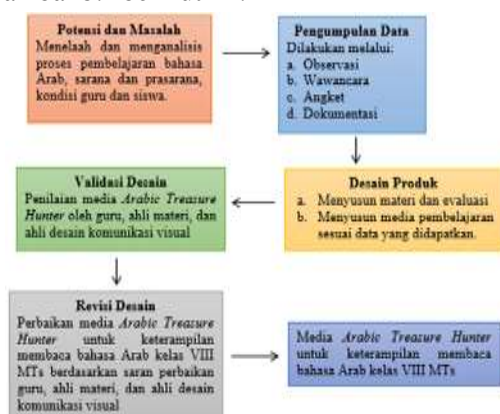 Potensi dan Masalah
Menelaah dan menganalisis
proses pembelajaran bahasa
Arab, sarana dan prasarana,
kondisi guru dan siswa.
Pengumpulan Data
Dilakukan melalui:
a. Observasi
b. Wawancara
c. Angket
d. Dokumentasi
Desain Produk
a. Menyusun materi dan evaluasi
b. Menyusun media pembelajaran
sesuai data yang didapatkan.
Validasi Desain
Penilaian media Arabic Treasure
Hunter oleh guru, ahli materi, dan
ahli desain komunikasi visual
Revisi Desain
Perbaikan media Arabic Treasure
Hunter untuk keterampilan
membaca bahasa Arab kelas VIII
MTs berdasarkan saran perbaikan
guru, ahli materi, dan ahli desain
komunikasi visual
Media Arabic Treasure Hunter
untuk keterampilan membaca
bahasa Arab kelas VIII MTs